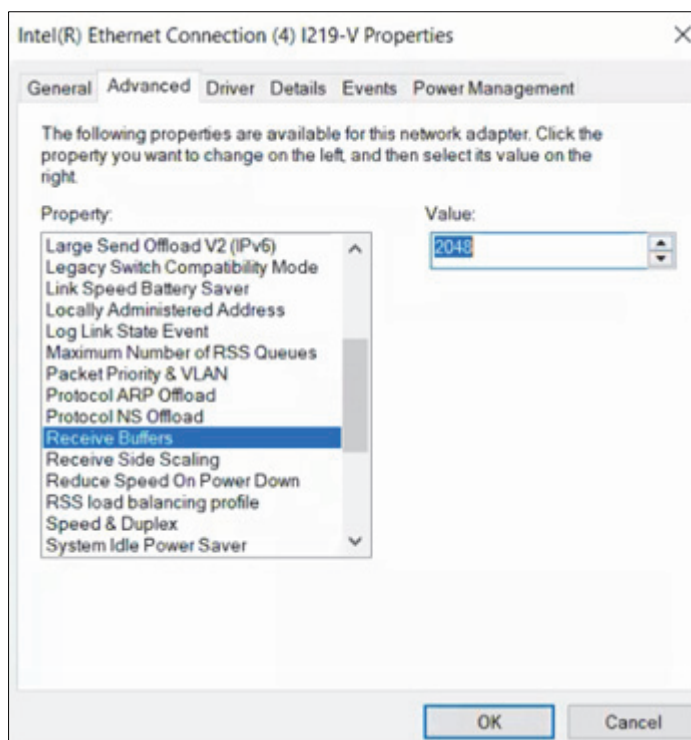 Intel(R) Ethernet Connection (4) I219-V Properties
General Advanced Driver Details Events Power Management
The following properties are available for this network adapter. Click the
property you want to change on the left, and then select its value on the
right.
Property:
Value:
Large Send Offload V2 (IPv6)
2048
Legacy Switch Compatibility Mode
Link Speed Battery Saver
Locally Administered Address
Log Link State Event
Maximum Number of RSS Queues
Packet Priority & VLAN
Protocol ARP Offload
Protocol NS Offload
Receive Buffers
Receive Side Scaling
Reduce Speed On Power Down
RSS load balancing profile
Speed & Duplex
System Idle Power Saver
OK
Cancel